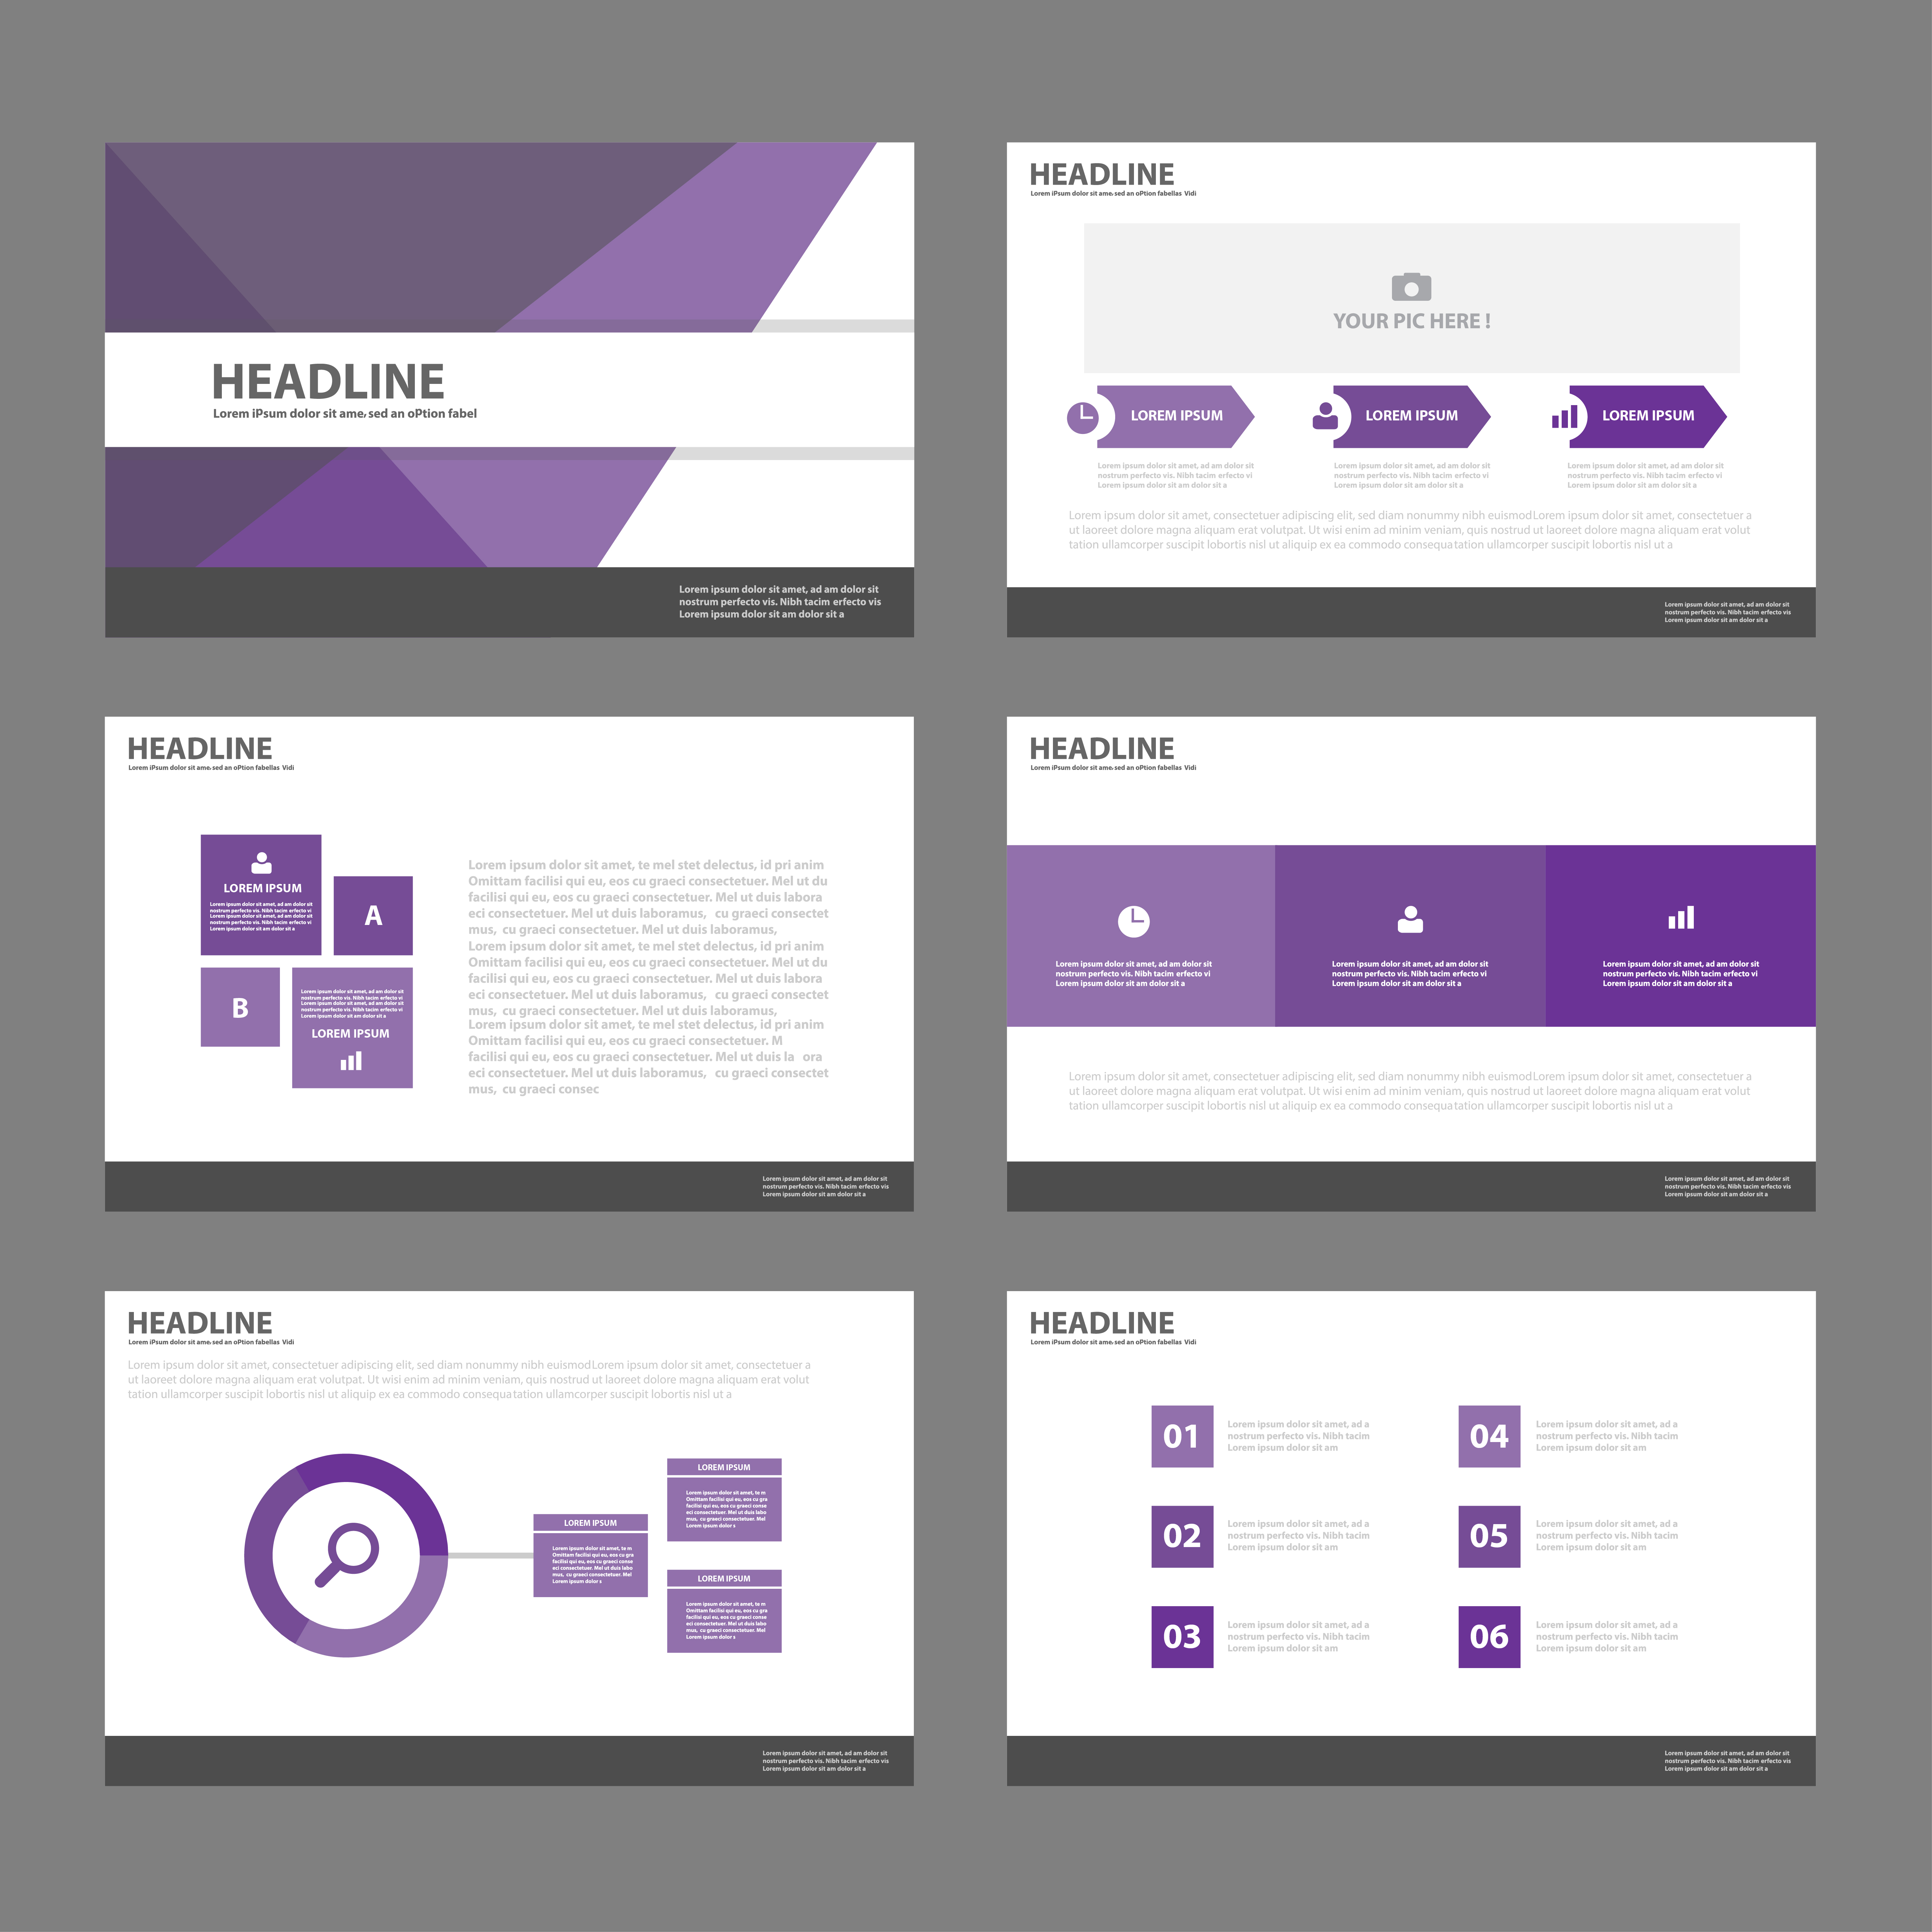 HEADLINE
Lorem iPsum dolor sit ame, sed an oPtion fabel
Lorem ipsum dolor sit amet, ad am dolor sit
nostrum perfecto vis. Nibh tacim erfecto vis
Lorem ipsum dolor sit am dolor sit a
HEADLINE
Lorem iPsum dolor sit ame, sed an oPtion fabellas Vidi
YOUR PIC HERE !
LOREM IPSUM
Lorem ipsum dolor sit amet, ad am dolor sit
nostrum perfecto vis. Nibh tacim erfecto vi
Lorem ipsum dolor sit am dolor sit a
LOREM IPSUM
Lorem ipsum dolor sit amet, ad am dolor sit
nostrum perfecto vis. Nibh tacim erfecto vi
Lorem ipsum dolor sit am dolor sit a
LOREM IPSUM
Lorem ipsum dolor sit amet, ad am dolor sit
nostrum perfecto vis. Nibh tacim erfecto vi
Lorem ipsum dolor sit am dolor sit a
Lorem ipsum dolor sit amet, consectetuer adipiscing elit, sed diam nonummy nibh euismodLorem ipsum dolor sit amet, consectetuer a
ut laoreet dolore magna aliquam erat volutpat. Ut wisi enim ad minim veniam, quis nostrud ut laoreet dolore magna aliquam erat volut
tation ullamcorper suscipit lobortis nisl ut aliquip ex ea commodo consequatation ullamcorper suscipit lobortis nisl ut a
Lorem ipsum dolor sit amet, ad am dolor sit
nostrum perfecto vis. Nibh tacim erfecto vis
Lorem ipsum dolor sit am dolor sit a
HEADLINE
Lorem iPsum dolor sit ame, sed an oPtion fabellas Vidi
LOREM IPSUM
Lorem ipsum dolor sit amet, ad am dolor sit
nostrum perfecto vis. Nibh tacim erfecto vi
Lorem ipsum dolor sit amet, ad am dolor sit
nostrum perfecto vis. Nibh tacim erfecto vi
Lorem ipsum dolor sit am dolor sit a
A
B
Lorem ipsum dolor sit amet, ad am dolor sit
nostrum perfecto vis. Nibh tacim erfecto vi
Lorem ipsum dolor sit amet, ad am dolor sit
nostrum perfecto vis. Nibh tacim erfecto vi
Lorem ipsum dolor sit am dolor sit a
LOREM IPSUM
Lorem ipsum dolor sit amet, te mel stet delectus, id pri anim
Omittam facilisi qui eu, eos cu graeci consectetuer. Mel ut du
facilisi qui eu, eos cu graeci consectetuer. Mel ut duis labora
eci consectetuer. Mel ut duis laboramus, cu graeci consectet
mus, cu graeci consectetuer. Mel ut duis laboramus,
Lorem ipsum dolor sit amet, te mel stet delectus, id pri anim
Omittam facilisi qui eu, eos cu graeci consectetuer. Mel ut du
facilisi qui eu, eos cu graeci consectetuer. Mel ut duis labora
eci consectetuer. Mel ut duis laboramus, cu graeci consectet
mus, cu graeci consectetuer. Mel ut duis laboramus,
Lorem ipsum dolor sit amet, te mel stet delectus, id pri anim
Omittam facilisi qui eu, eos cu graeci consectetuer. M
facilisi qui eu, eos cu graeci consectetuer. Mel ut duis la ora
eci consectetuer. Mel ut duis laboramus, cu graeci consectet
mus, cu graeci consec
Lorem ipsum dolor sit amet, ad am dolor sit
nostrum perfecto vis. Nibh tacim erfecto vis
Lorem ipsum dolor sit am dolor sit a
HEADLINE
Lorem iPsum dolor sit ame, sed an oPtion fabellas Vidi
Lorem ipsum dolor sit amet, ad am dolor sit
nostrum perfecto vis. Nibh tacim erfecto vi
Lorem ipsum dolor sit am dolor sit a
Lorem ipsum dolor sit amet, ad am dolor sit
nostrum perfecto vis. Nibh tacim erfecto vi
Lorem ipsum dolor sit am dolor sit a
Lorem ipsum dolor sit amet, ad am dolor sit
nostrum perfecto vis. Nibh tacim erfecto vi
Lorem ipsum dolor sit am dolor sit a
Lorem ipsum dolor sit amet, consectetuer adipiscing elit, sed diam nonummy nibh euismodLorem ipsum dolor sit amet, consectetuer a
ut laoreet dolore magna aliquam erat volutpat. Ut wisi enim ad minim veniam, quis nostrud ut laoreet dolore magna aliquam erat volut
tation ullamcorper suscipit lobortis nisl ut aliquip ex ea commodo consequatation ullamcorper suscipit lobortis nisl ut a
Lorem ipsum dolor sit amet, ad am dolor sit
nostrum perfecto vis. Nibh tacim erfecto vis
Lorem ipsum dolor sit am dolor sit a
HEADLINE
Lorem iPsum dolor sit ame, sed an oPtion fabellas Vidi
Lorem ipsum dolor sit amet, consectetuer adipiscing elit, sed diam nonummy nibh euismodLorem ipsum dolor sit amet, consectetuer a
ut laoreet dolore magna aliquam erat volutpat. Ut wisi enim ad minim veniam, quis nostrud ut laoreet dolore magna aliquam erat volut
tation ullamcorper suscipit lobortis nisl ut aliquip ex ea commodo consequatation ullamcorper suscipit lobortis nisl ut a
LOREM IPSUM
Lorem ipsum dolor sit amet, te m
Omittam facilisi qui eu, eos cu gra
facilisi qui eu, eos cu graeci conse
eci consectetuer. Mel ut duis labo
mus, cu graeci consectetuer. Mel
Lorem ipsum dolor s
LOREM IPSUM
Lorem ipsum dolor sit amet, te m
Omittam facilisi qui eu, eos cu gra
facilisi qui eu, eos cu graeci conse
eci consectetuer. Mel ut duis labo
mus, cu graeci consectetuer. Mel
Lorem ipsum dolor s
LOREM IPSUM
Lorem ipsum dolor sit amet, te m
Omittam facilisi qui eu, eos cu gra
facilisi qui eu, eos cu graeci conse
eci consectetuer. Mel ut duis labo
mus, cu graeci consectetuer. Mel
Lorem ipsum dolor s
Lorem ipsum dolor sit amet, ad am dolor sit
nostrum perfecto vis. Nibh tacim erfecto vis
Lorem ipsum dolor sit am dolor sit a
HEADLINE
Lorem iPsum dolor sit ame, sed an oPtion fabellas Vidi
01
Lorem ipsum dolor sit amet, ad a
nostrum perfecto vis. Nibh tacim
Lorem ipsum dolor sit am
02
Lorem ipsum dolor sit amet, ad a
nostrum perfecto vis. Nibh tacim
Lorem ipsum dolor sit am
03
Lorem ipsum dolor sit amet, ad a
nostrum perfecto vis. Nibh tacim
Lorem ipsum dolor sit am
04
Lorem ipsum dolor sit amet, ad a
nostrum perfecto vis. Nibh tacim
Lorem ipsum dolor sit am
05
Lorem ipsum dolor sit amet, ad a
nostrum perfecto vis. Nibh tacim
Lorem ipsum dolor sit am
06
Lorem ipsum dolor sit amet, ad a
nostrum perfecto vis. Nibh tacim
Lorem ipsum dolor sit am
Lorem ipsum dolor sit amet, ad am dolor sit
nostrum perfecto vis. Nibh tacim erfecto vis
Lorem ipsum dolor sit am dolor sit a